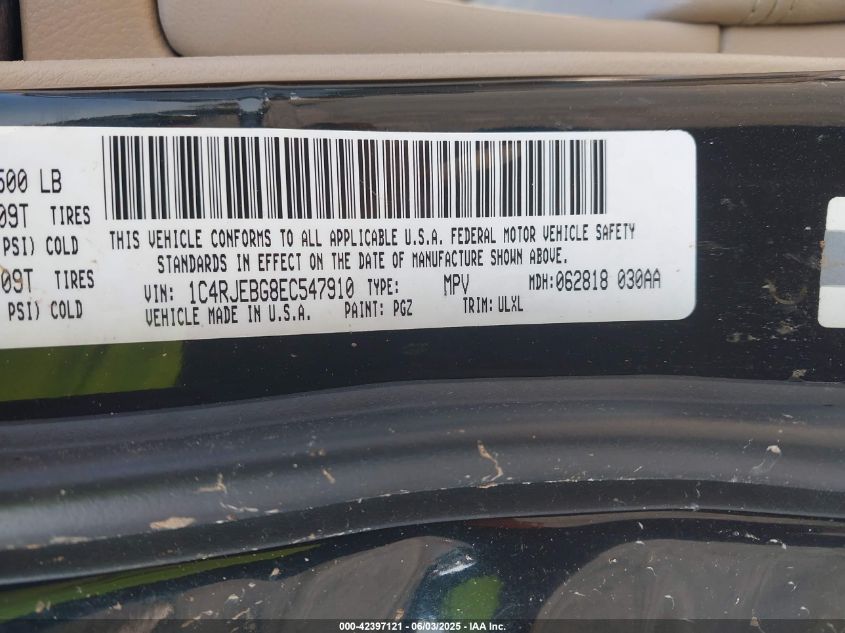 500 LB
09T TIRES
PSI) COLD
09T TIRES
PSI) COLD
THIS VEHICLE CONFORMS TO ALL APPLICABLE U.S.A. FEDERAL MOTOR VEHICLE SAFETY
STANDARDS IN EFFECT ON THE DATE OF MANUFACTURE SHOWN ABOVE.
VIN: 1C4RJEBG8EC547910 TYPE: MPV MDH:062818 030AA
VEHICLE MADE IN U.S.A. PAINT: PGZ TRIM: ULXL
000-42397121 - 06/03/2025 - IAA Inc.